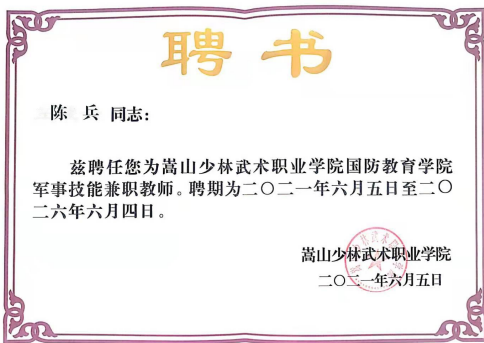 聘书
陈兵 同志：
兹聘任您为嵩山少林武术职业学院国防教育学院
军事技能兼职教师。聘期为二〇二一年六月五日至二〇
二六年六月四日。
嵩山少林武术职业学院
二〇二一年六月五日